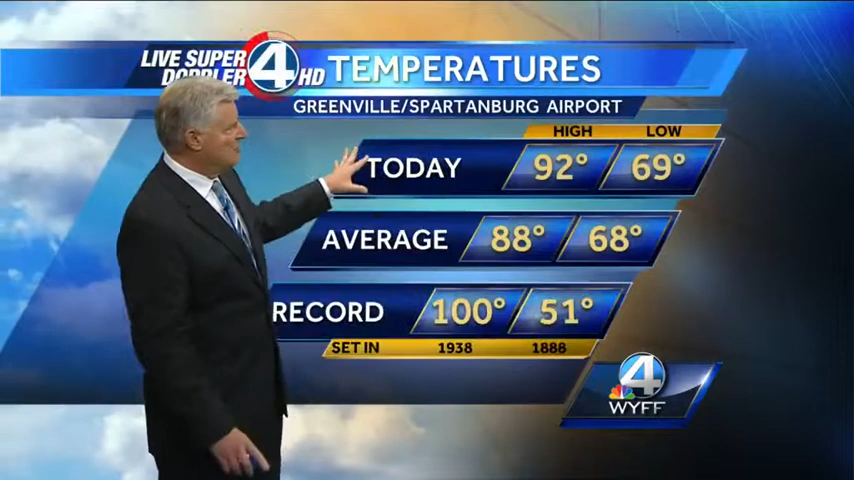 LIVE SUPER
DOPPLER 4 HD
TEMPERATURES
GREENVILLE/SPARTANBURG AIRPORT
HIGH LOW
TODAY 92° 69°
AVERAGE 88° 68°
RECORD 100° 51°
SET IN 1938 1888
4
WYFF